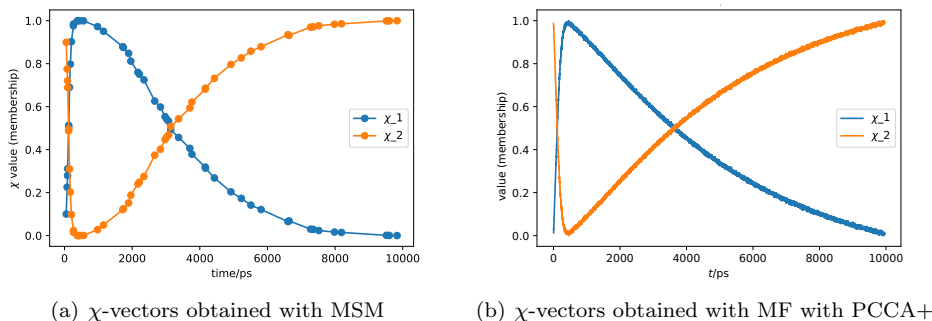 1.0
0.8
0.6
0.4
0.2
0.0
χ value (membership)
χ_1
χ_2
0
2000
4000
6000
8000
10000
time/ps
(a) χ-vectors obtained with MSM
1.0
0.8
0.6
0.4
0.2
0.0
value (membership)
χ_1
χ_2
0
2000
4000
6000
8000
10000
t/ps
(b) χ-vectors obtained with MF with PCCA+